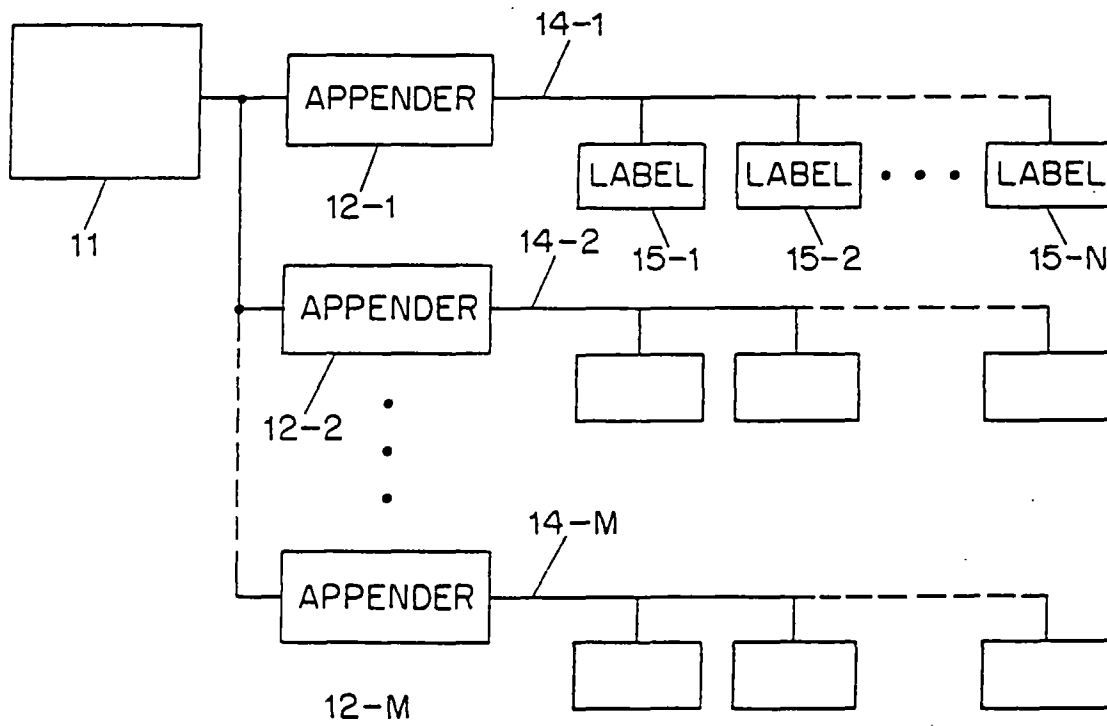 14-1
APPENDER
LABEL LABEL LABEL
12-1
11
15-1 15-2 15-N
14-2
APPENDER
12-2
14-M
APPENDER
12-M